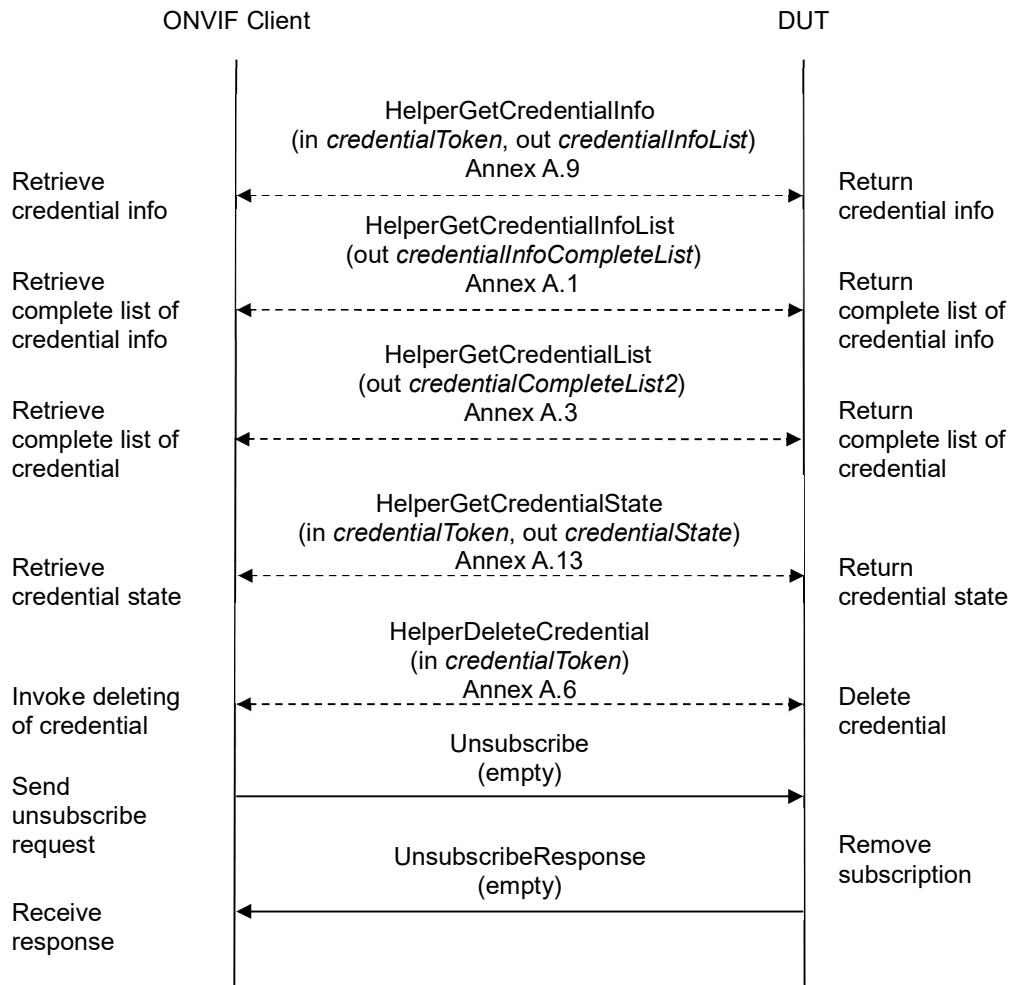 ONVIF Client
DUT
HelperGetCredentialInfo
(in credentialToken, out credentialInfoList)
Annex A.9
Retrieve
credential info
Return
credential info
HelperGetCredentialInfoList
(out credentialInfoCompleteList)
Annex A.1
Retrieve
complete list of
credential info
Return
complete list of
credential info
HelperGetCredentialList
(out credentialCompleteList2)
Annex A.3
Retrieve
complete list of
credential
Return
complete list of
credential
HelperGetCredentialState
(in credentialToken, out credentialState)
Annex A.13
Retrieve
credential state
Return
credential state
HelperDeleteCredential
(in credentialToken)
Annex A.6
Invoke deleting
of credential
Delete
credential
Unsubscribe
(empty)
Send
unsubscribe
request
Remove
subscription
UnsubscribeResponse
(empty)
Receive
response